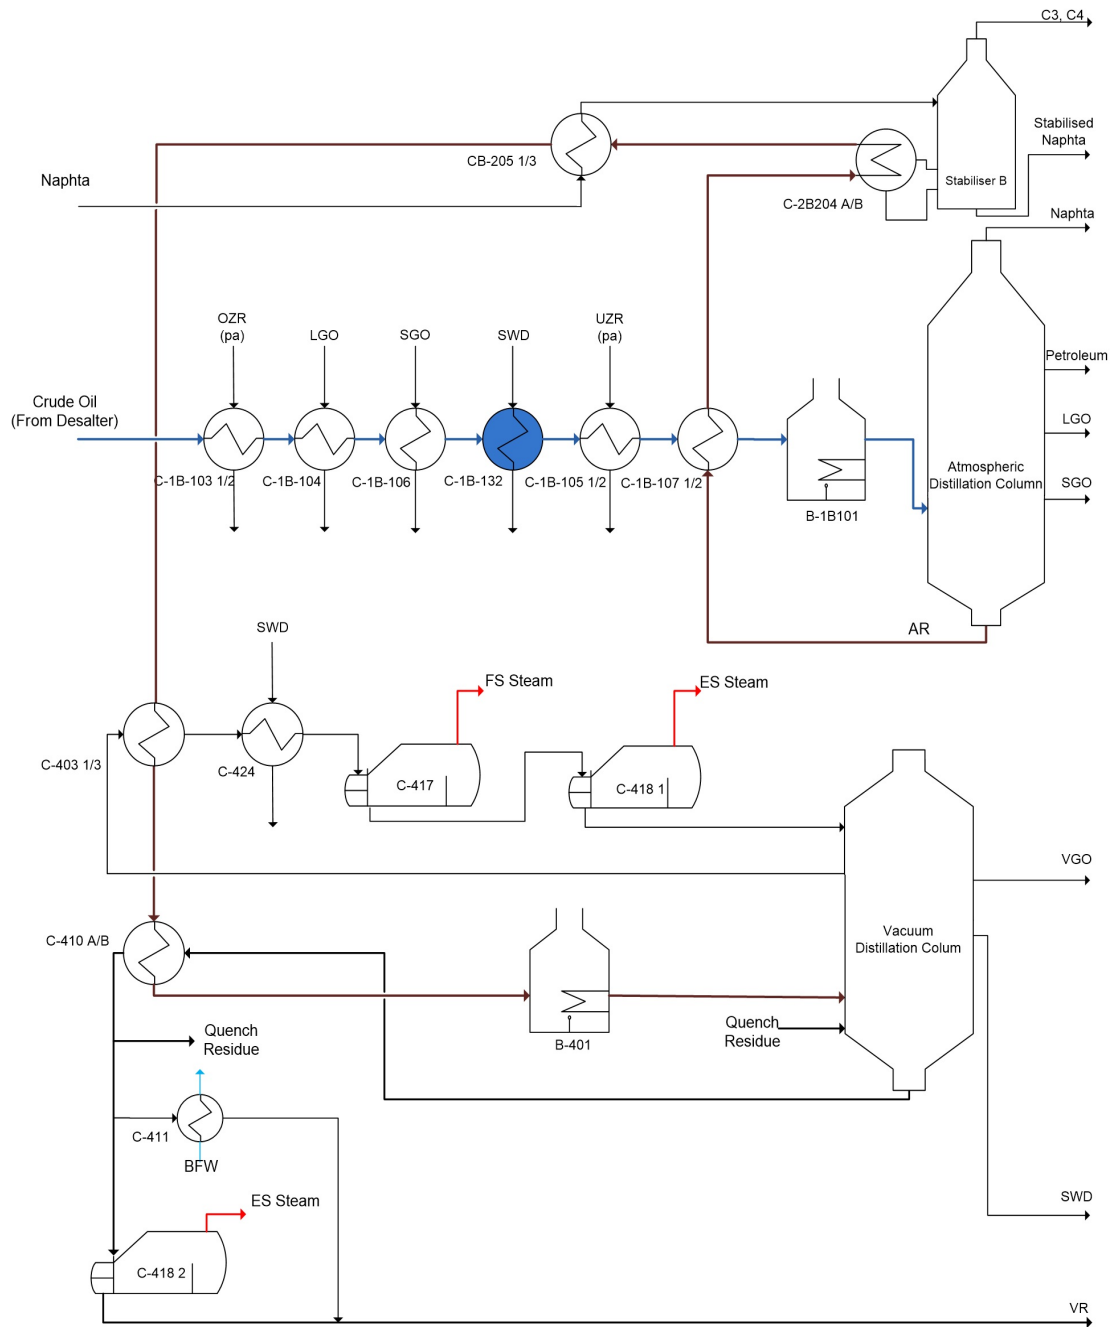 C3, C4
Stabilised
Naphta
CB-205 1/3
Naphta
Stabiliser B
C-2B204 A/B
Naphta
OZR
(pa)
LGO
SGO
SWD
UZR
(pa)
Petroleum
Crude Oil
(From Desalter)
LGO
Atmospheric
Distillation Column
SGO
C-1B-103 1/2
C-1B-104
C-1B-106
C-1B-132
C-1B-105 1/2
C-1B-107 1/2
B-1B101
AR
SWD
FS Steam
ES Steam
C-403 1/3
C-424
C-417
C-418 1
VGO
C-410 A/B
Vacuum
Distillation Colum
Quench
Residue
Quench
Residue
B-401
C-411
BFW
ES Steam
SWD
C-418 2
VR